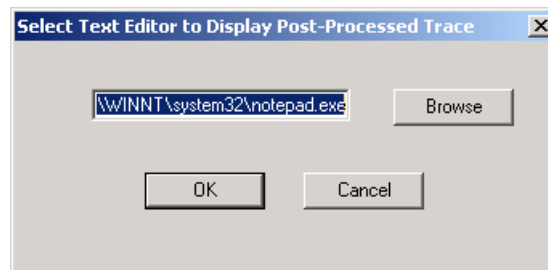 Select Text Editor to Display Post-Processed Trace
\WINNT\system32\notepad.exe
Browse
OK
Cancel